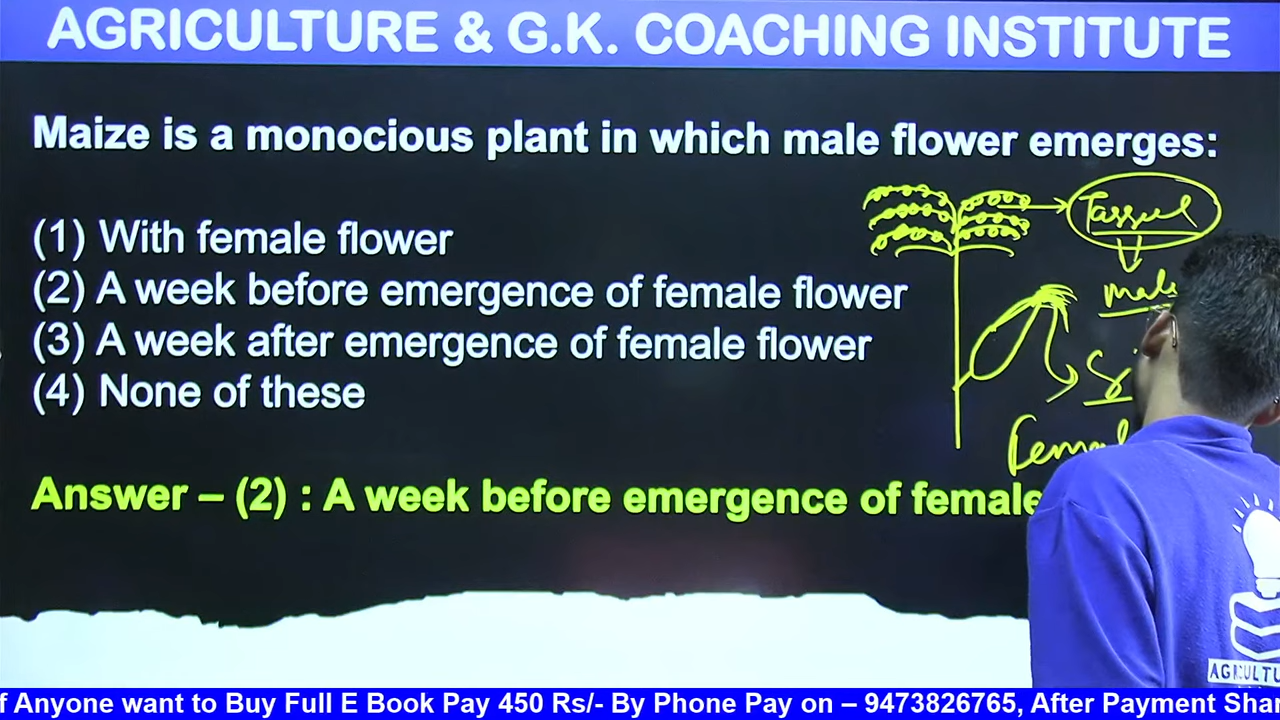 AGRICULTURE & G.K. COACHING INSTITUTE
Maize is a monocious plant in which male flower emerges:
(1) With female flower
(2) A week before emergence of female flower
(3) A week after emergence of female flower
(4) None of these
Answer – (2) : A week before emergence of female
Tassel
male
f Anyone want to Buy Full E Book Pay 450 Rs/- By Phone Pay on – 9473826765, After Payment Shar